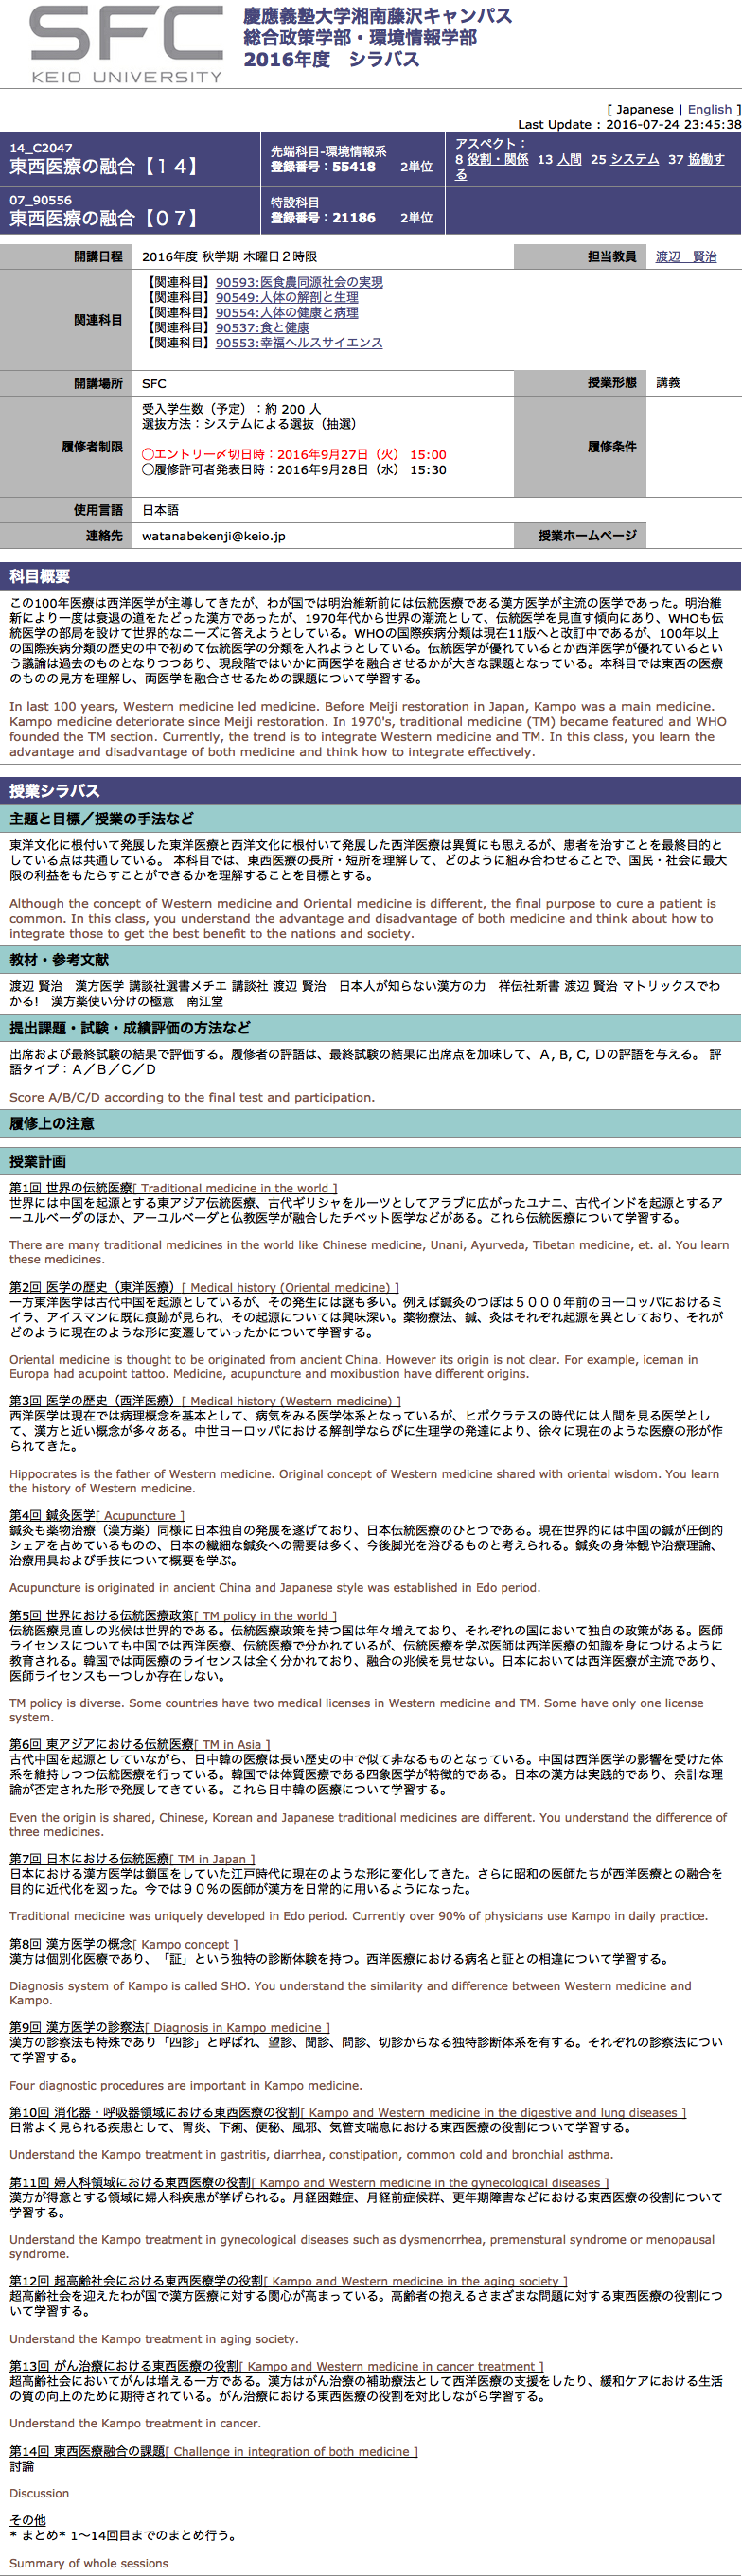 SFC
KEIO UNIVERSITY
慶應義塾大学湘南藤沢キャンパス
総合政策学部・環境情報学部
2016年度　シラバス
[ Japanese | English ]
Last Update : 2016-07-24 23:45:38
14_C2047
東西医療の融合【１４】
先端科目-環境情報系
登録番号：55418　　2単位
アスペクト：
8 役割・関係 13 人間 25 システム 37 協働す
る
07_90556
東西医療の融合【０７】
特設科目
登録番号：21186　　2単位
開講日程
2016年度 秋学期 木曜日２時限
担当教員
渡辺　賢治
関連科目
【関連科目】90593:医食農同源社会の実現
【関連科目】90549:人体の解剖と生理
【関連科目】90554:人体の健康と病理
【関連科目】90537:食と健康
【関連科目】90553:幸福ヘルスサイエンス
開講場所
SFC
授業形態
講義
履修者制限
受入学生数（予定）：約 200 人
選抜方法：システムによる選抜（抽選）
◯エントリー〆切日時：2016年9月27日（火） 15:00
◯履修許可者発表日時：2016年9月28日（水） 15:30
履修条件
使用言語
日本語
連絡先
watanabekenji@keio.jp
授業ホームページ
科目概要
この100年医療は西洋医学が主導してきたが、わが国では明治維新前には伝統医療である漢方医学が主流の医学であった。明治維
新により一度は衰退の道をたどった漢方であったが、1970年代から世界の潮流として、伝統医学を見直す傾向にあり、WHOも伝
統医学の部局を設けて世界的なニーズに答えようとしている。WHOの国際疾病分類は現在11版へと改訂中であるが、100年以上
の国際疾病分類の歴史の中で初めて伝統医学の分類を入れようとしている。伝統医学が優れているとか西洋医学が優れているとい
う議論は過去のものとなりつつあり、現段階ではいかに両医学を融合させるかが大きな課題となっている。本科目では東西の医療
のものの見方を理解し、両医学を融合させるための課題について学習する。
In last 100 years, Western medicine led medicine. Before Meiji restoration in Japan, Kampo was a main medicine.
Kampo medicine deteriorate since Meiji restoration. In 1970's, traditional medicine (TM) became featured and WHO
founded the TM section. Currently, the trend is to integrate Western medicine and TM. In this class, you learn the
advantage and disadvantage of both medicine and think how to integrate effectively.
授業シラバス
主題と目標／授業の手法など
東洋文化に根付いて発展した東洋医療と西洋文化に根付いて発展した西洋医療は異質にも思えるが、患者を治すことを最終目的と
している点は共通している。 本科目では、東西医療の長所・短所を理解して、どのように組み合わせることで、国民・社会に最大
限の利益をもたらすことができるかを理解することを目標とする。
Although the concept of Western medicine and Oriental medicine is different, the final purpose to cure a patient is
common. In this class, you understand the advantage and disadvantage of both medicine and think about how to
integrate those to get the best benefit to the nations and society.
教材・参考文献
渡辺 賢治　漢方医学 講談社選書メチエ 講談社 渡辺 賢治　日本人が知らない漢方の力　祥伝社新書 渡辺 賢治 マトリックスでわ
かる!　漢方薬使い分けの極意　南江堂
提出課題・試験・成績評価の方法など
出席および最終試験の結果で評価する。履修者の評語は、最終試験の結果に出席点を加味して、Ａ, B, C, Ｄの評語を与える。 評
語タイプ：Ａ／Ｂ／Ｃ／Ｄ
Score A/B/C/D according to the final test and participation.
履修上の注意
授業計画
第1回 世界の伝統医療[ Traditional medicine in the world ]
世界には中国を起源とする東アジア伝統医療、古代ギリシャをルーツとしてアラブに広がったユナニ、古代インドを起源とするア
ーユルベーダのほか、アーユルベーダと仏教医学が融合したチベット医学などがある。これら伝統医療について学習する。
There are many traditional medicines in the world like Chinese medicine, Unani, Ayurveda, Tibetan medicine, et. al. You learn
these medicines.
第2回 医学の歴史（東洋医療）[ Medical history (Oriental medicine) ]
一方東洋医学は古代中国を起源としているが、その発生には謎も多い。例えば鍼灸のつぼは５０００年前のヨーロッパにおけるミ
イラ、アイスマンに既に痕跡が見られ、その起源については興味深い。薬物療法、鍼、灸はそれぞれ起源を異としており、それが
どのように現在のような形に変遷していったかについて学習する。
Oriental medicine is thought to be originated from ancient China. However its origin is not clear. For example, iceman in
Europa had acupoint tattoo. Medicine, acupuncture and moxibustion have different origins.
第3回 医学の歴史（西洋医療）[ Medical history (Western medicine) ]
西洋医学は現在では病理概念を基本として、病気をみる医学体系となっているが、ヒポクラテスの時代には人間を見る医学とし
て、漢方と近い概念が多々ある。中世ヨーロッパにおける解剖学ならびに生理学の発達により、徐々に現在のような医療の形が作
られてきた。
Hippocrates is the father of Western medicine. Original concept of Western medicine shared with oriental wisdom. You learn
the history of Western medicine.
第4回 鍼灸医学[ Acupuncture ]
鍼灸も薬物治療（漢方薬）同様に日本独自の発展を遂げており、日本伝統医療のひとつである。現在世界的には中国の鍼が圧倒的
シェアを占めているものの、日本の繊細な鍼灸への需要は多く、今後脚光を浴びるものと考えられる。鍼灸の身体観や治療理論、
治療用具および手技について概要を学ぶ。
Acupuncture is originated in ancient China and Japanese style was established in Edo period.
第5回 世界における伝統医療政策[ TM policy in the world ]
伝統医療見直しの兆候は世界的である。伝統医療政策を持つ国は年々増えており、それぞれの国において独自の政策がある。医師
ライセンスについても中国では西洋医療、伝統医療で分かれているが、伝統医療を学ぶ医師は西洋医療の知識を身につけるように
教育される。韓国では両医療のライセンスは全く分かれており、融合の兆候を見せない。日本においては西洋医療が主流であり、
医師ライセンスも一つしか存在しない。
TM policy is diverse. Some countries have two medical licenses in Western medicine and TM. Some have only one license
system.
第6回 東アジアにおける伝統医療[ TM in Asia ]
古代中国を起源としていながら、日中韓の医療は長い歴史の中で似て非なるものとなっている。中国は西洋医学の影響を受けた体
系を維持しつつ伝統医療を行っている。韓国では体質医療である四象医学が特徴的である。日本の漢方は実践的であり、余計な理
論が否定された形で発展してきている。これら日中韓の医療について学習する。
Even the origin is shared, Chinese, Korean and Japanese traditional medicines are different. You understand the difference of
three medicines.
第7回 日本における伝統医療[ TM in Japan ]
日本における漢方医学は鎖国をしていた江戸時代に現在のような形に変化してきた。さらに昭和の医師たちが西洋医療との融合を
目的に近代化を図った。今では９０％の医師が漢方を日常的に用いるようになった。
Traditional medicine was uniquely developed in Edo period. Currently over 90% of physicians use Kampo in daily practice.
第8回 漢方医学の概念[ Kampo concept ]
漢方は個別化医療であり、「証」という独特の診断体験を持つ。西洋医療における病名と証との相違について学習する。
Diagnosis system of Kampo is called SHO. You understand the similarity and difference between Western medicine and
Kampo.
第9回 漢方医学の診察法[ Diagnosis in Kampo medicine ]
漢方の診察法も特殊であり「四診」と呼ばれ、望診、聞診、問診、切診からなる独特診断体系を有する。それぞれの診察法につい
て学習する。
Four diagnostic procedures are important in Kampo medicine.
第10回 消化器・呼吸器領域における東西医療の役割[ Kampo and Western medicine in the digestive and lung diseases ]
日常よく見られる疾患として、胃炎、下痢、便秘、風邪、気管支喘息における東西医療の役割について学習する。
Understand the Kampo treatment in gastritis, diarrhea, constipation, common cold and bronchial asthma.
第11回 婦人科領域における東西医療の役割[ Kampo and Western medicine in the gynecological diseases ]
漢方が得意とする領域に婦人科疾患が挙げられる。月経困難症、月経前症候群、更年期障害などにおける東西医療の役割について
学習する。
Understand the Kampo treatment in gynecological diseases such as dysmenorrhea, premenstural syndrome or menopausal
syndrome.
第12回 超高齢社会における東西医療学の役割[ Kampo and Western medicine in the aging society ]
超高齢社会を迎えたわが国で漢方医療に対する関心が高まっている。高齢者の抱えるさまざまな問題に対する東西医療の役割につ
いて学習する。
Understand the Kampo treatment in aging society.
第13回 がん治療における東西医療の役割[ Kampo and Western medicine in cancer treatment ]
超高齢社会においてがんは増える一方である。漢方はがん治療の補助療法として西洋医療の支援をしたり、緩和ケアにおける生活
の質の向上のために期待されている。がん治療における東西医療の役割を対比しながら学習する。
Understand the Kampo treatment in cancer.
第14回 東西医療融合の課題[ Challenge in integration of both medicine ]
討論
Discussion
その他
* まとめ* 1〜14回目までのまとめ行う。
Summary of whole sessions